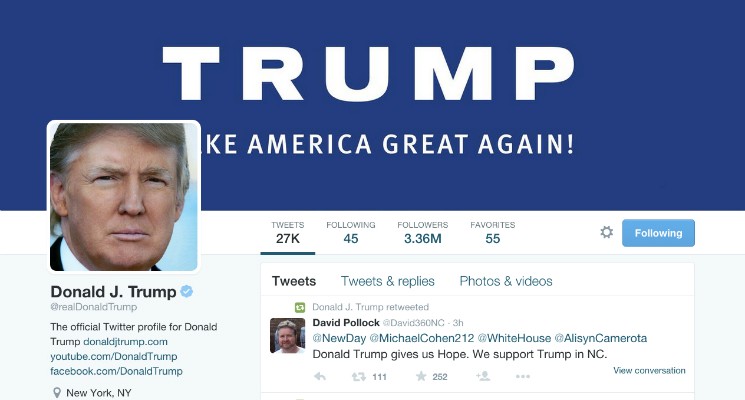 TRUMP
KE AMERICA GREAT AGAIN!
TWEETS
27K
FOLLOWING
45
FOLLOWERS
3.36M
FAVORITES
55
Following
Donald J. Trump
@realDonaldTrump
The official Twitter profile for Donald
Trump donaldjtrump.com
youtube.com/DonaldTrump
facebook.com/DonaldTrump
New York, NY
Tweets Tweets & replies Photos & videos
Donald J. Trump retweeted
David Pollock @David360NC · 3h
@NewDay @MichaelCohen212 @WhiteHouse @AlisynCamerota
Donald Trump gives us Hope. We support Trump in NC.
111 252 ••• View conversation